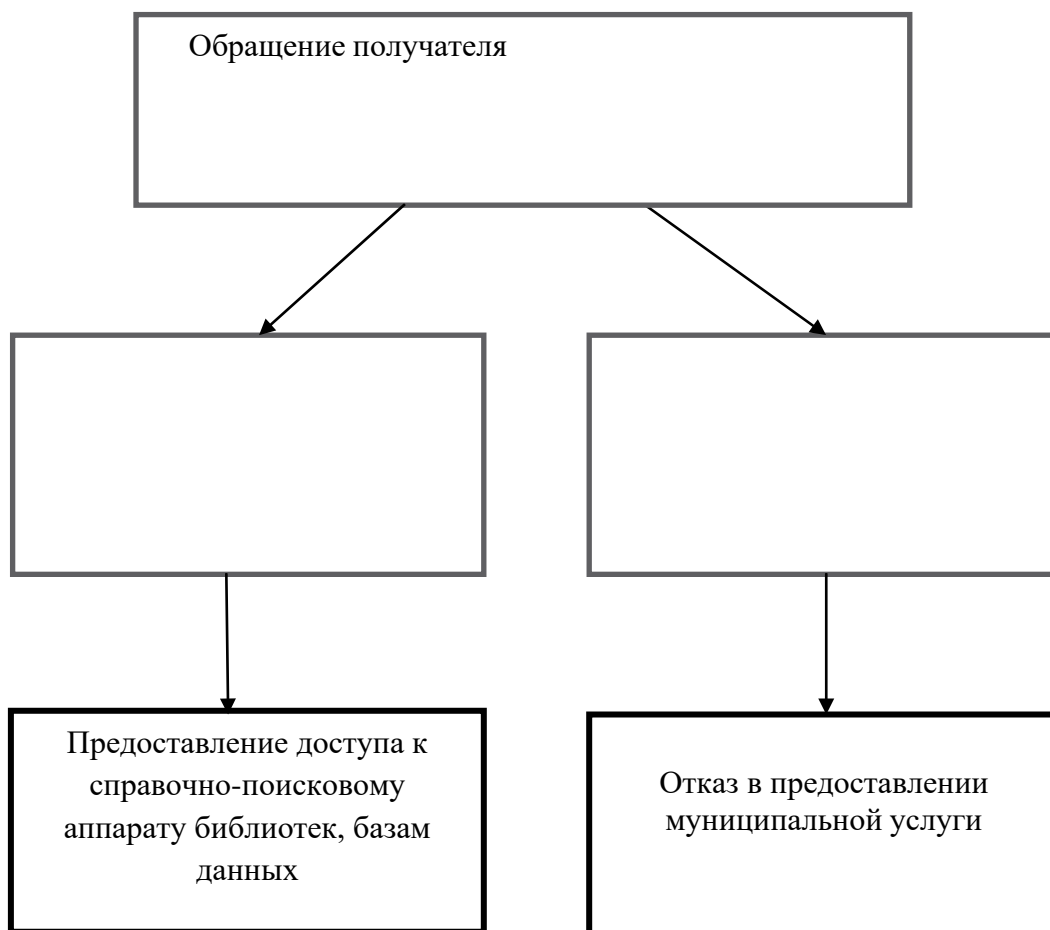 Обращение получателя
Предоставление доступа к
справочно-поисковому
аппарату библиотек, базам
данных
Отказ в предоставлении
муниципальной услуги